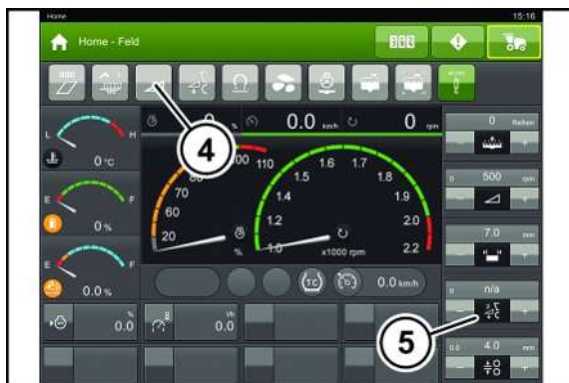 Home
15:16
Home - Feld
4
0.0 km/h
0 rpm
L
H
0 °C
E
F
0 %
E
F
0.0 %
20
60
70
100
110
%
1.0
1.2
1.4
1.5
1.6
1.7
1.8
1.9
2.0
2.2
x1000 rpm
TC
0.0 km/h
%
0.0
l/h
0.0
0 Reihen
- +
0 500 rpm
- +
7.0 mm
- +
0 n/a
- +
5
0.0 4.0 mm
- +